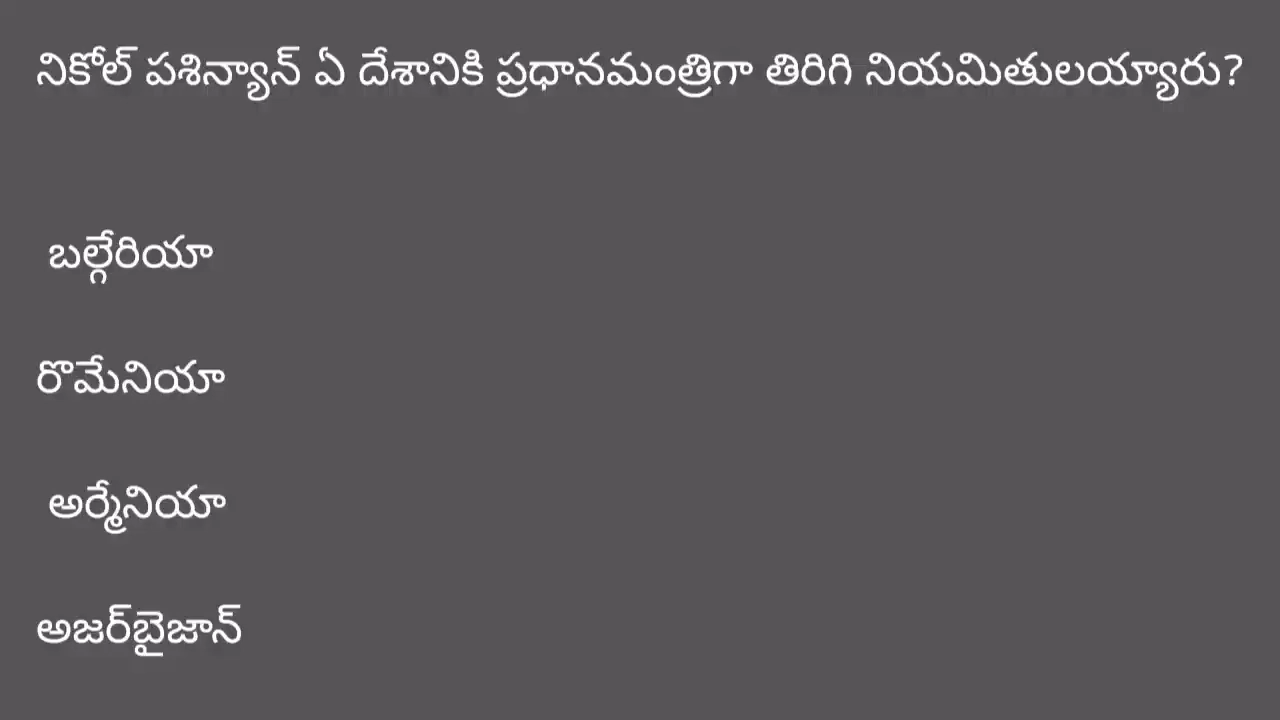 నికోల్ పశిన్యాన్ ఏ దేశానికి ప్రధానమంత్రిగా తిరిగి నియమితులయ్యారు?
బల్గేరియా
రొమేనియా
అర్మేనియా
అజర్‌బైజాన్